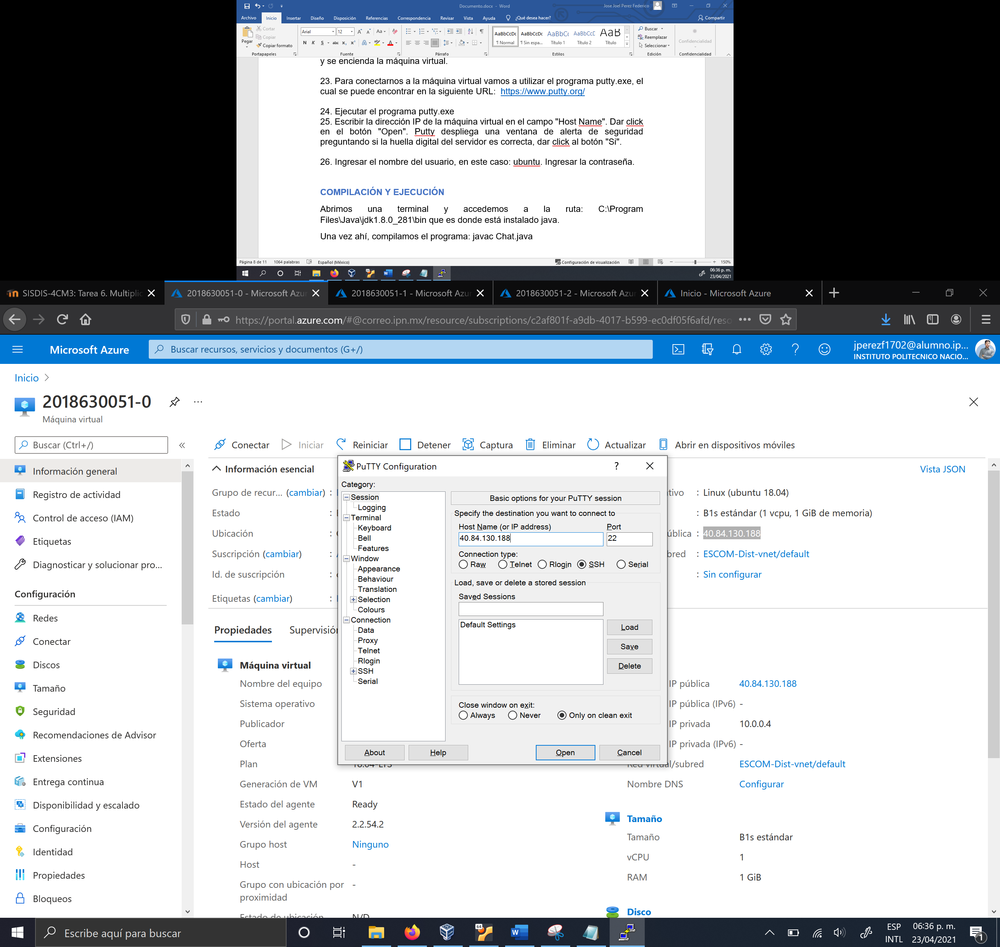 Documento.docx - Word
Jose Joel Perez Federico
Archivo Inicio Insertar Diseño Disposición Referencias Correspondencia Revisar Vista Ayuda ¿Qué desea hacer? Compartir
Pegar
Cortar
Copiar
Copiar formato
Portapapeles
Arial 12
Aa
N K S abc x₂ x²
Fuente
Párrafo
AaBbCcDc AaBbCcDc AaBbC AaBbCcE AaB
¶ Normal ¶ Sin espa... Título 1 Título 2 Título
Estilos
Buscar
Reemplazar
Seleccionar
Edición
Confidencialidad
Confidencialidad
y se encienda la máquina virtual.
23. Para conectarnos a la máquina virtual vamos a utilizar el programa putty.exe, el
cual se puede encontrar en la siguiente URL: https://www.putty.org/
24. Ejecutar el programa putty.exe
25. Escribir la dirección IP de la máquina virtual en el campo "Host Name". Dar click
en el botón "Open". Putty despliega una ventana de alerta de seguridad
preguntando si la huella digital del servidor es correcta, dar click al botón "Si".
26. Ingresar el nombre del usuario, en este caso: ubuntu. Ingresar la contraseña.
COMPILACIÓN Y EJECUCIÓN
Abrimos una terminal y accedemos a la ruta: C:\Program
Files\Java\jdk1.8.0_281\bin que es donde está instalado java.
Una vez ahí, compilamos el programa: javac Chat.java
Página 8 de 11 1064 palabras Español (México) Configuración de visualización 150%
06:36 p. m.
23/04/2021
SISDIS-4CM3: Tarea 6. Multiplic
2018630051-0 - Microsoft Azur
2018630051-1 - Microsoft Azur
2018630051-2 - Microsoft Azur
Inicio - Microsoft Azure
https://portal.azure.com/#@correo.ipn.mx/resource/subscriptions/c2af801f-a9db-4017-b599-ec0df05f6afd/reso
Microsoft Azure
Buscar recursos, servicios y documentos (G+/)
jperezf1702@alumno.ip...
INSTITUTO POLITECNICO NACIO...
Inicio >
2018630051-0
Máquina virtual
Buscar (Ctrl+/)
«
Conectar Iniciar Reiniciar Detener Captura Eliminar Actualizar Abrir en dispositivos móviles
Información general
Registro de actividad
Control de acceso (IAM)
Etiquetas
Diagnosticar y solucionar pro...
Configuración
Redes
Conectar
Discos
Tamaño
Seguridad
Recomendaciones de Advisor
Extensiones
Entrega continua
Disponibilidad y escalado
Configuración
Identidad
Propiedades
Bloqueos
Información esencial
Vista JSON
Grupo de recur... (cambiar) :
Estado :
Ubicación :
Suscripción (cambiar) :
Id. de suscripción :
Etiquetas (cambiar) :
: Linux (ubuntu 18.04)
: B1s estándar (1 vcpu, 1 GiB de memoria)
: 40.84.130.188
: ESCOM-Dist-vnet/default
: Sin configurar
Propiedades
Supervisión
PuTTY Configuration
?
Category:
Session
Logging
Terminal
Keyboard
Bell
Features
Window
Appearance
Behaviour
Translation
Selection
Colours
Connection
Data
Proxy
Telnet
Rlogin
SSH
Serial
Basic options for your PuTTY session
Specify the destination you want to connect to
Host Name (or IP address) Port
40.84.130.188 22
Connection type:
Raw Telnet Rlogin SSH Serial
Load, save or delete a stored session
Saved Sessions
Default Settings
Load
Save
Delete
Close window on exit:
Always Never Only on clean exit
About Help Open Cancel
Máquina virtual
Nombre del equipo
Sistema operativo
Publicador
Oferta
Plan 18.04-LTS
Generación de VM V1
Estado del agente Ready
Versión del agente 2.2.54.2
Grupo host Ninguno
Host -
Grupo con ubicación por -
proximidad
Estado de ubicación N/D
IP pública 40.84.130.188
IP pública (IPv6) -
IP privada 10.0.0.4
IP privada (IPv6) -
Red virtual/subred ESCOM-Dist-vnet/default
Nombre DNS Configurar
Tamaño
Tamaño B1s estándar
vCPU 1
RAM 1 GiB
Disco
Escribe aquí para buscar
64
ESP
INTL
06:36 p. m.
23/04/2021
1